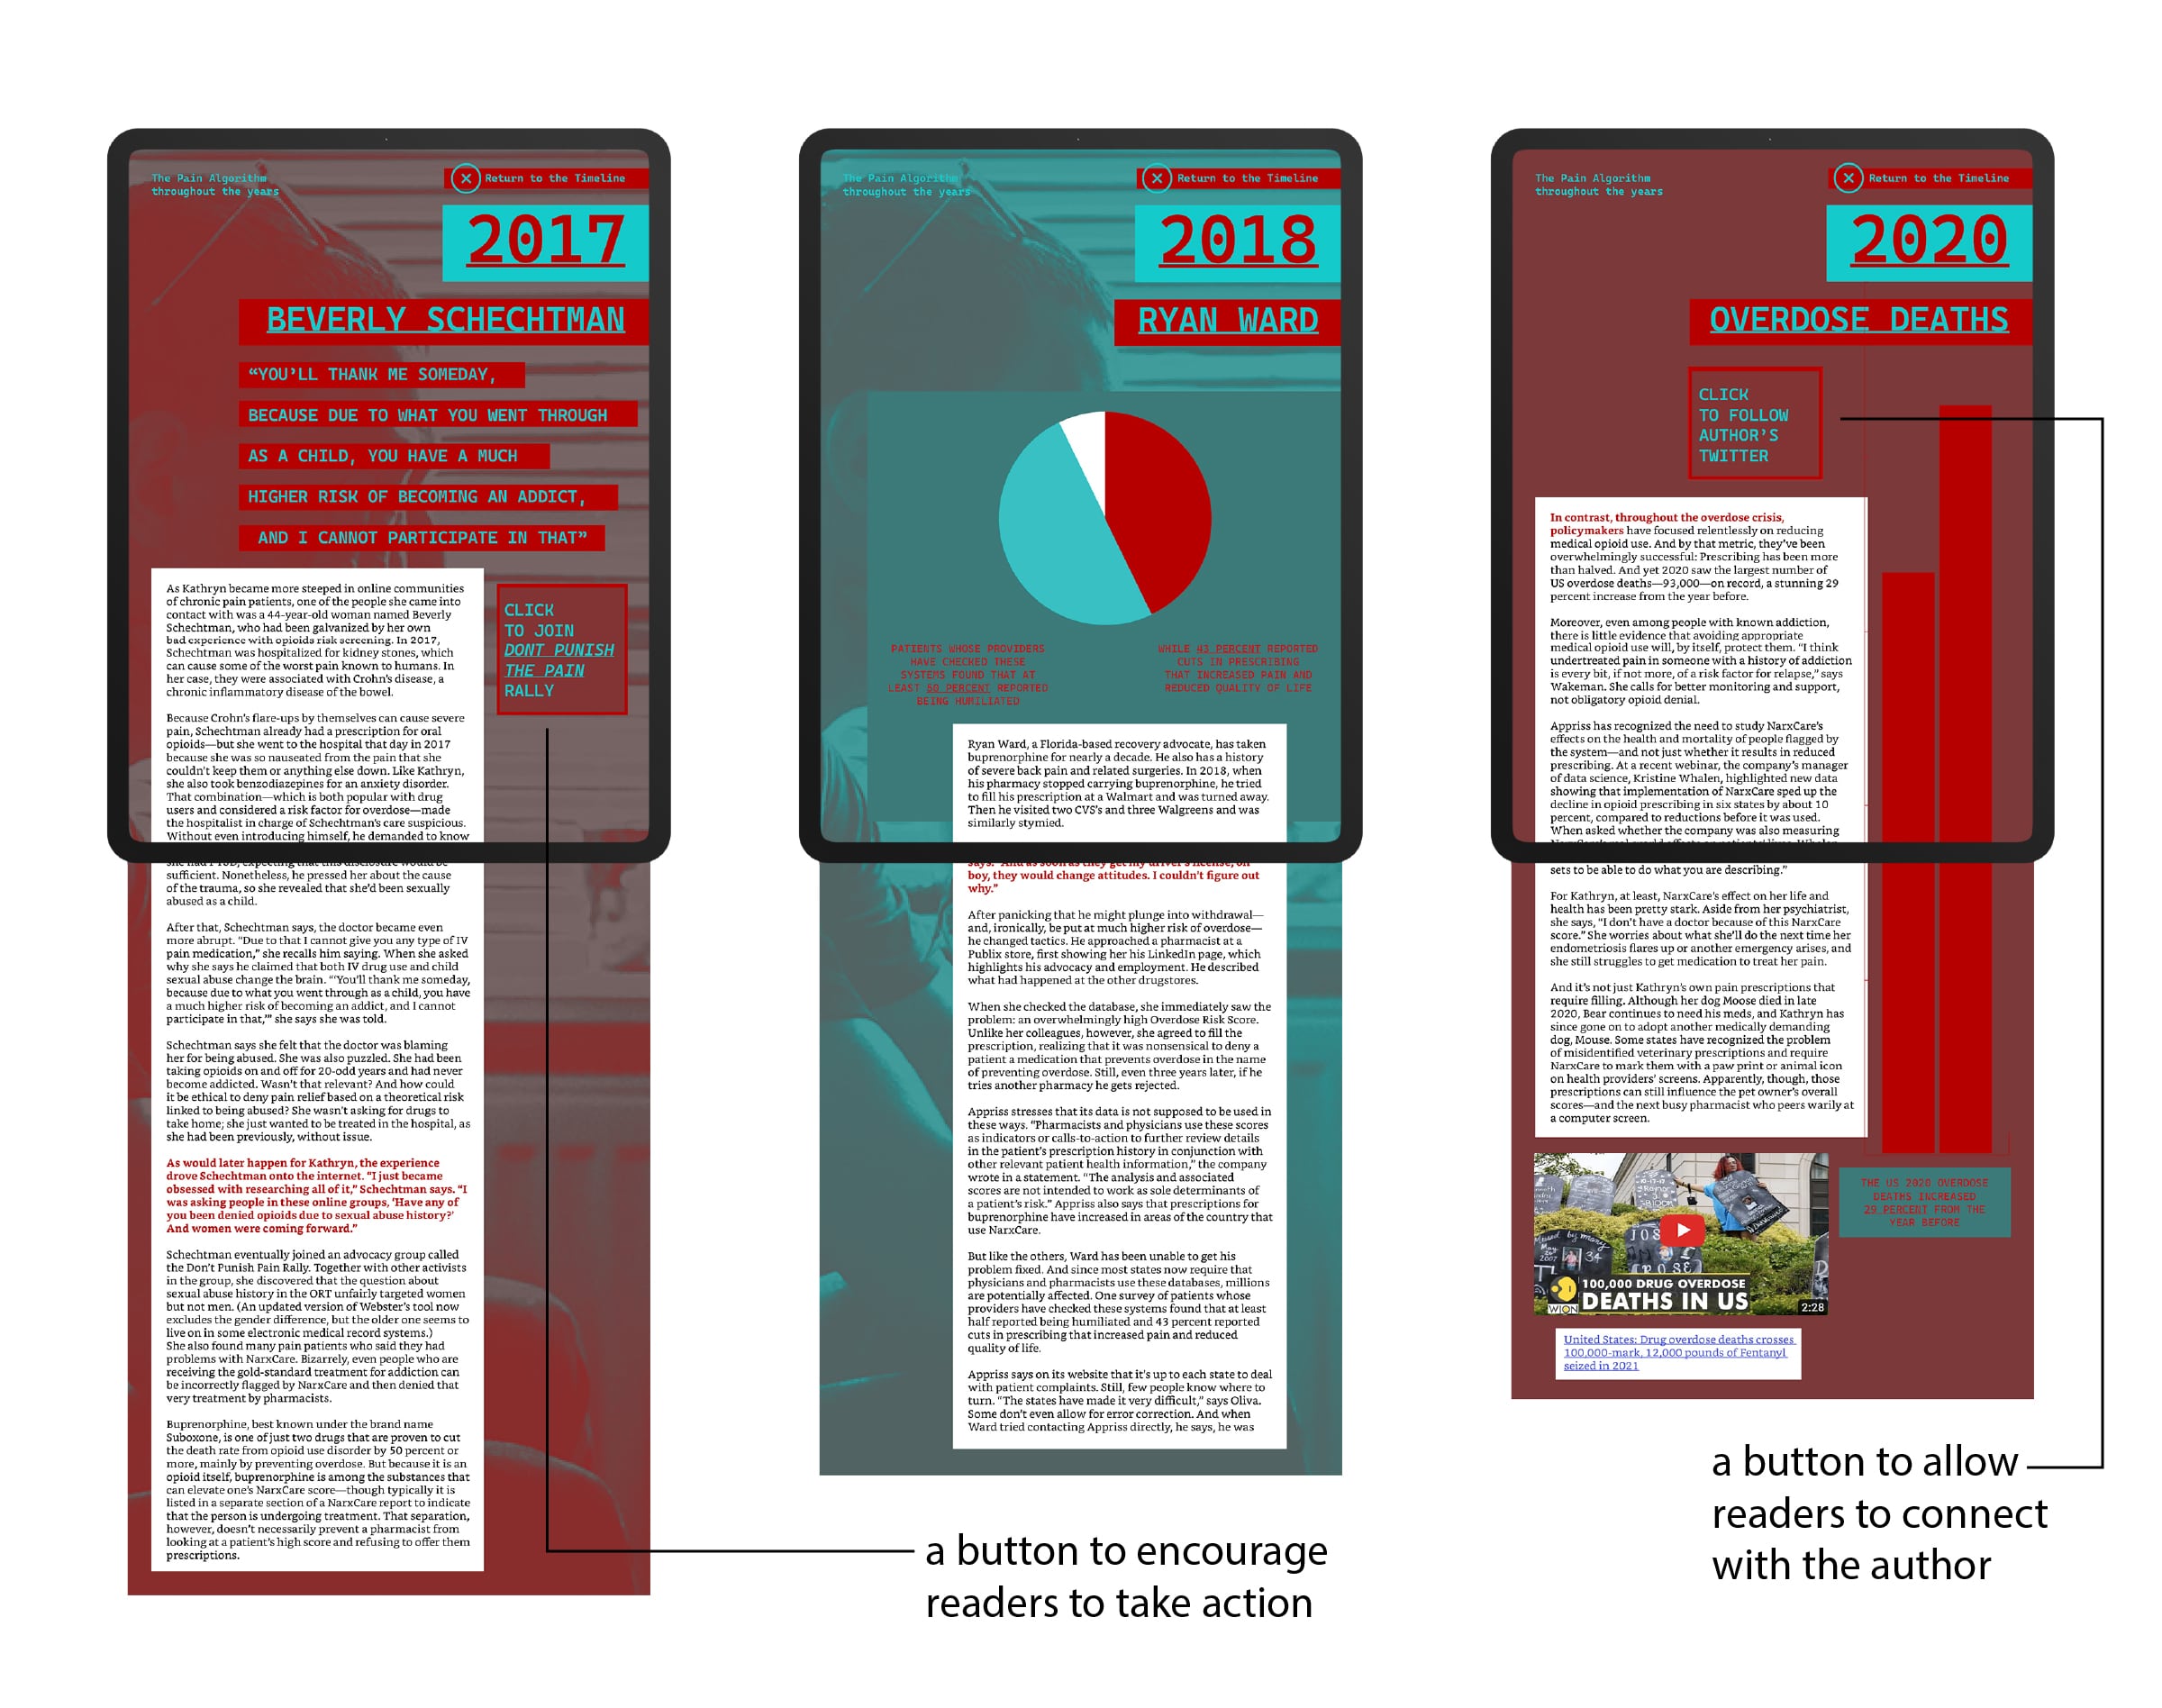 The Pain Algorithm
throughout the years
Return to the Timeline
2017
BEVERLY SCHECHTMAN
“YOU’LL THANK ME SOMEDAY,
BECAUSE DUE TO WHAT YOU WENT THROUGH
AS A CHILD, YOU HAVE A MUCH
HIGHER RISK OF BECOMING AN ADDICT,
AND I CANNOT PARTICIPATE IN THAT”
As Kathryn became more steeped in online communities
of chronic pain patients, one of the people she came into
contact with was a 44-year-old woman named Beverly
Schechtman, who had been galvanized by her own
bad experience with opioids risk screening. In 2017,
Schechtman was hospitalized for kidney stones, which
can cause some of the worst pain known to humans. In
her case, they were associated with Crohn’s disease, a
chronic inflammatory disease of the bowel.
Because Crohn’s flare-ups by themselves can cause severe
pain, Schechtman already had a prescription for oral
opioids—but she went to the hospital that day in 2017
because she was so nauseated from the pain that she
couldn’t keep them or anything else down. Like Kathryn,
she also took benzodiazepines for an anxiety disorder.
That combination—which is both popular with drug
users and considered a risk factor for overdose—made
the hospitalist in charge of Schechtman’s care suspicious.
Without even introducing himself, he demanded to know
she had PTSD, expecting that this disclosure would be
sufficient. Nonetheless, he pressed her about the cause
of the trauma, so she revealed that she’d been sexually
abused as a child.
After that, Schechtman says, the doctor became even
more abrupt. “Due to that I cannot give you any type of IV
pain medication,” she recalls him saying. When she asked
why she says he claimed that both IV drug use and child
sexual abuse change the brain. “‘You’ll thank me someday,
because due to what you went through as a child, you have
a much higher risk of becoming an addict, and I cannot
participate in that,’” she says she was told.
Schechtman says she felt that the doctor was blaming
her for being abused. She was also puzzled. She had been
taking opioids on and off for 20-odd years and had never
become addicted. Wasn’t that relevant? And how could
it be ethical to deny pain relief based on a theoretical risk
linked to being abused? She wasn’t asking for drugs to
take home; she just wanted to be treated in the hospital, as
she had been previously, without issue.
As would later happen for Kathryn, the experience
drove Schechtman onto the internet. “I just became
obsessed with researching all of it,” Schechtman says. “I
was asking people in these online groups, ‘Have any of
you been denied opioids due to sexual abuse history?’
And women were coming forward.”
Schechtman eventually joined an advocacy group called
the Don’t Punish Pain Rally. Together with other activists
in the group, she discovered that the question about
sexual abuse history in the ORT unfairly targeted women
but not men. (An updated version of Webster’s tool now
excludes the gender difference, but the older one seems to
live on in some electronic medical record systems.)
She also found many pain patients who said they had
problems with NarxCare. Bizarrely, even people who are
receiving the gold-standard treatment for addiction can
be incorrectly flagged by NarxCare and then denied that
very treatment by pharmacists.
Buprenorphine, best known under the brand name
Suboxone, is one of just two drugs that are proven to cut
the death rate from opioid use disorder by 50 percent or
more, mainly by preventing overdose. But because it is an
opioid itself, buprenorphine is among the substances that
can elevate one’s NarxCare score—though typically it is
listed in a separate section of a NarxCare report to indicate
that the person is undergoing treatment. That separation,
however, doesn’t necessarily prevent a pharmacist from
looking at a patient’s high score and refusing to offer them
prescriptions.
CLICK
TO JOIN
DONT PUNISH
THE PAIN
RALLY
a button to encourage
readers to take action
The Pain Algorithm
throughout the years
Return to the Timeline
2018
RYAN WARD
PATIENTS WHOSE PROVIDERS
HAVE CHECKED THESE
SYSTEMS FOUND THAT AT
LEAST 50 PERCENT REPORTED
BEING HUMILIATED
WHILE 43 PERCENT REPORTED
CUTS IN PRESCRIBING
THAT INCREASED PAIN AND
REDUCED QUALITY OF LIFE
Ryan Ward, a Florida-based recovery advocate, has taken
buprenorphine for nearly a decade. He also has a history
of severe back pain and related surgeries. In 2018, when
his pharmacy stopped carrying buprenorphine, he tried
to fill his prescription at a Walmart and was turned away.
Then he visited two CVS’s and three Walgreens and was
similarly stymied.
says. “And as soon as they get my driver’s license, oh
boy, they would change attitudes. I couldn’t figure out
why.”
After panicking that he might plunge into withdrawal—
and, ironically, be put at much higher risk of overdose—
he changed tactics. He approached a pharmacist at a
Publix store, first showing her his LinkedIn page, which
highlights his advocacy and employment. He described
what had happened at the other drugstores.
When she checked the database, she immediately saw the
problem: an overwhelmingly high Overdose Risk Score.
Unlike her colleagues, however, she agreed to fill the
prescription, realizing that it was nonsensical to deny a
patient a medication that prevents overdose in the name
of preventing overdose. Still, even three years later, if he
tries another pharmacy he gets rejected.
Appriss stresses that its data is not supposed to be used in
these ways. “Pharmacists and physicians use these scores
as indicators or calls-to-action to further review details
in the patient’s prescription history in conjunction with
other relevant patient health information,” the company
wrote in a statement. “The analysis and associated
scores are not intended to work as sole determinants of
a patient’s risk.” Appriss also says that prescriptions for
buprenorphine have increased in areas of the country that
use NarxCare.
But like the others, Ward has been unable to get his
problem fixed. And since most states now require that
physicians and pharmacists use these databases, millions
are potentially affected. One survey of patients whose
providers have checked these systems found that at least
half reported being humiliated and 43 percent reported
cuts in prescribing that increased pain and reduced
quality of life.
Appriss says on its website that it’s up to each state to deal
with patient complaints. Still, few people know where to
turn. “The states have made it very difficult,” says Oliva.
Some don’t even allow for error correction. And when
Ward tried contacting Appriss directly, he says, he was
The Pain Algorithm
throughout the years
Return to the Timeline
2020
OVERDOSE DEATHS
CLICK
TO FOLLOW
AUTHOR’S
TWITTER
In contrast, throughout the overdose crisis,
policymakers have focused relentlessly on reducing
medical opioid use. And by that metric, they’ve been
overwhelmingly successful: Prescribing has been more
than halved. And yet 2020 saw the largest number of
US overdose deaths—93,000—on record, a stunning 29
percent increase from the year before.
Moreover, even among people with known addiction,
there is little evidence that avoiding appropriate
medical opioid use will, by itself, protect them. “I think
undertreated pain in someone with a history of addiction
is every bit, if not more, of a risk factor for relapse,” says
Wakeman. She calls for better monitoring and support,
not obligatory opioid denial.
Appriss has recognized the need to study NarxCare’s
effects on the health and mortality of people flagged by
the system—and not just whether it results in reduced
prescribing. At a recent webinar, the company’s manager
of data science, Kristine Whalen, highlighted new data
showing that implementation of NarxCare sped up the
decline in opioid prescribing in six states by about 10
percent, compared to reductions before it was used.
When asked whether the company was also measuring
sets to be able to do what you are describing.”
For Kathryn, at least, NarxCare’s effect on her life and
health has been pretty stark. Aside from her psychiatrist,
she says, “I don’t have a doctor because of this NarxCare
score.” She worries about what she’ll do the next time her
endometriosis flares up or another emergency arises, and
she still struggles to get medication to treat her pain.
And it’s not just Kathryn’s own pain prescriptions that
require filling. Although her dog Moose died in late
2020, Bear continues to need his meds, and Kathryn has
since gone on to adopt another medically demanding
dog, Mouse. Some states have recognized the problem
of misidentified veterinary prescriptions and require
NarxCare to mark them with a paw print or animal icon
on health providers’ screens. Apparently, though, those
prescriptions can still influence the pet owner’s overall
scores—and the next busy pharmacist who peers warily at
a computer screen.
100,000 DRUG OVERDOSE
DEATHS IN US
WION
2:28
THE US 2020 OVERDOSE
DEATHS INCREASED
29 PERCENT FROM THE
YEAR BEFORE
United States: Drug overdose deaths crosses
100,000-mark, 12,000 pounds of Fentanyl
seized in 2021
a button to allow
readers to connect
with the author